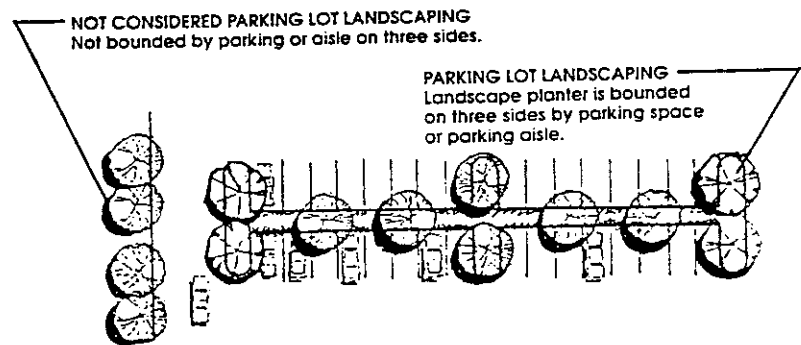 NOT CONSIDERED PARKING LOT LANDSCAPING
Not bounded by parking or aisle on three sides.
PARKING LOT LANDSCAPING
Landscape planter is bounded
on three sides by parking space
or parking aisle.